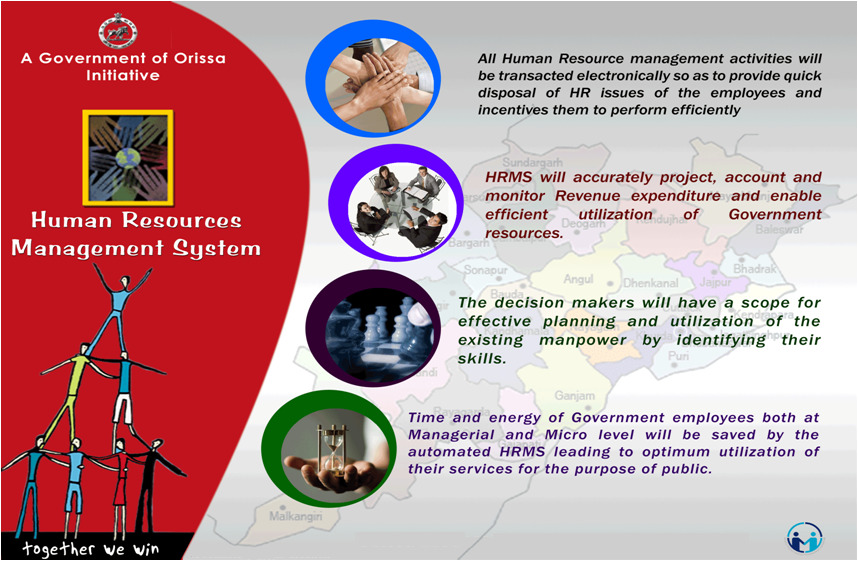 A Government of Orissa
Initiative
Human Resources
Management System
together we win
All Human Resource management activities will
be transacted electronically so as to provide quick
disposal of HR issues of the employees and
incentives them to perform efficiently
HRMS will accurately project, account and
monitor Revenue expenditure and enable
efficient utilization of Government
resources.
The decision makers will have a scope for
effective planning and utilization of the
existing manpower by identifying their
skills.
Time and energy of Government employees both at
Managerial and Micro level will be saved by the
automated HRMS leading to optimum utilization of
their services for the purpose of public.
Sundargarh
Deogarh
Kendujhar
Baleswar
Bargarh
Sonapur
Angul
Dhenkanal
Jajpur
Bhadrak
Bauda
Kendrapara
Kandhamal
Puri
Ganjam
Malkangiri